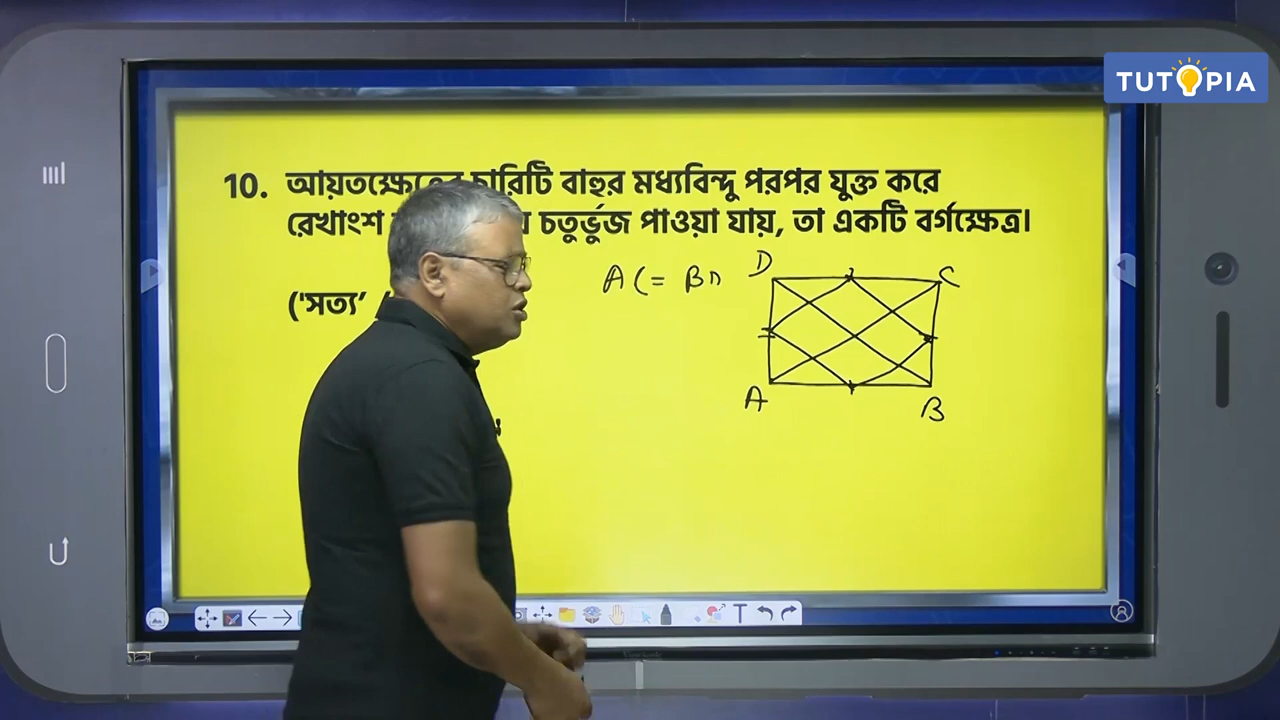 TUTOPIA
10. আয়তক্ষেত্রের চারিটি বাহুর মধ্যবিন্দু পরপর যুক্ত করে
রেখাংশ চতুর্ভুজ পাওয়া যায়, তা একটি বর্গক্ষেত্র।
AC = BD
D
C
('সত্য'
A
B
T